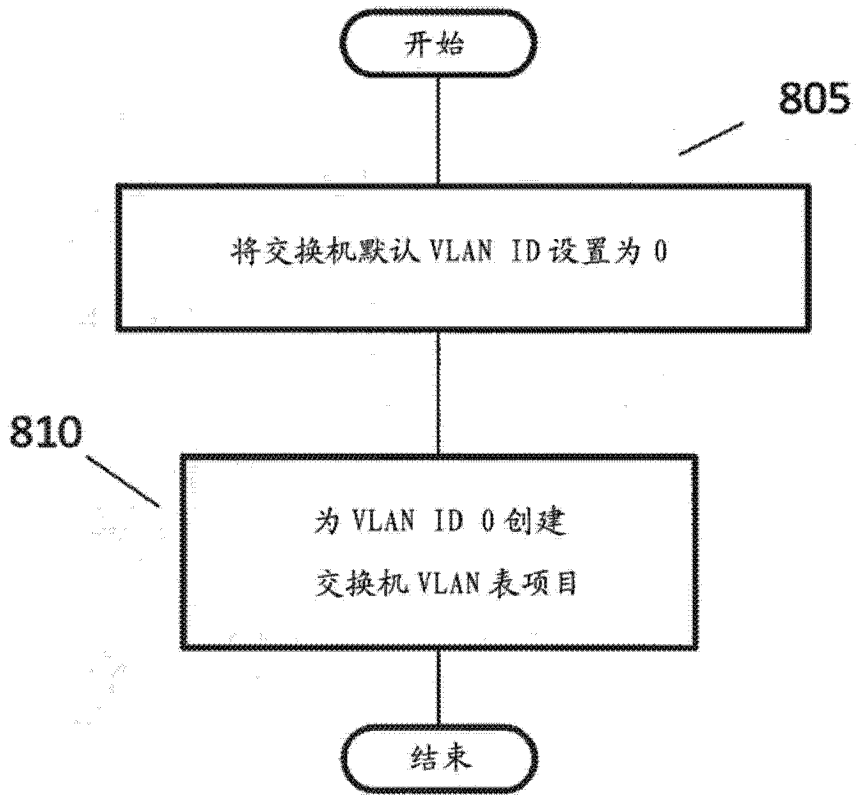 开始
805
将交换机默认 VLAN ID 设置为 0
810
为 VLAN ID 0 创建
交换机 VLAN 表项目
结束